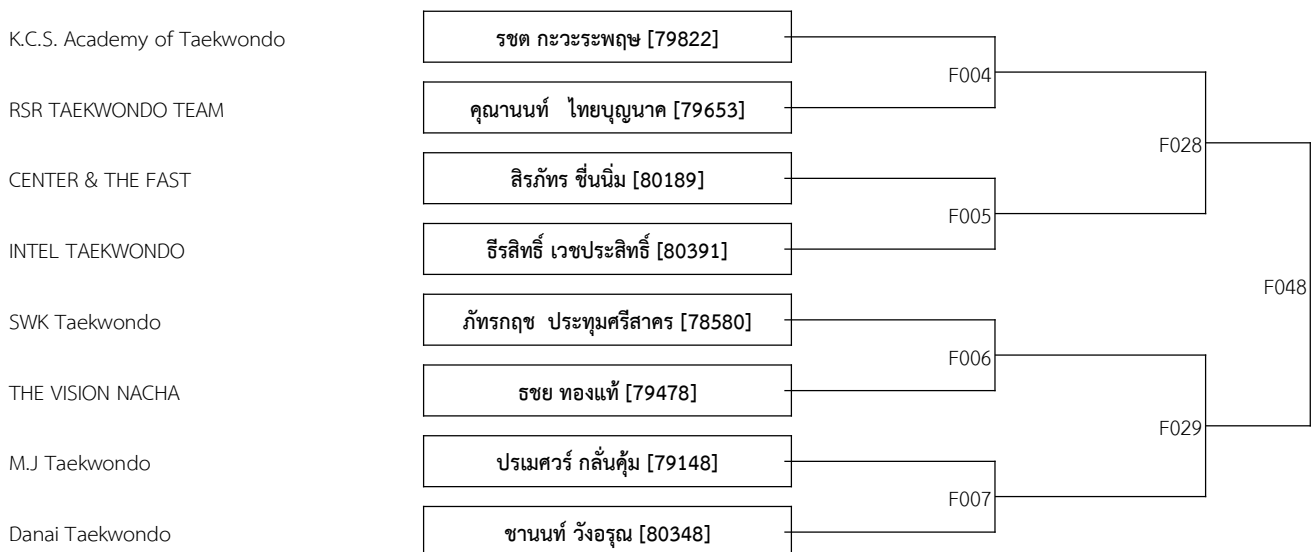 K.C.S. Academy of Taekwondo
รชต กะวะระพฤษ [79822]
F004
RSR TAEKWONDO TEAM
คุณานนท์ ไทยบุญนาค [79653]
F028
CENTER & THE FAST
สิรภัทร ชื่นนิ่ม [80189]
F005
INTEL TAEKWONDO
ธีรสิทธิ์ เวชประสิทธิ์ [80391]
F048
SWK Taekwondo
ภัทรกฤช ประทุมศรีสาคร [78580]
F006
THE VISION NACHA
ธชย ทองแท้ [79478]
F029
M.J Taekwondo
ปรเมศวร์ กลั่นคุ้ม [79148]
F007
Danai Taekwondo
ชานนท์ วังอรุณ [80348]